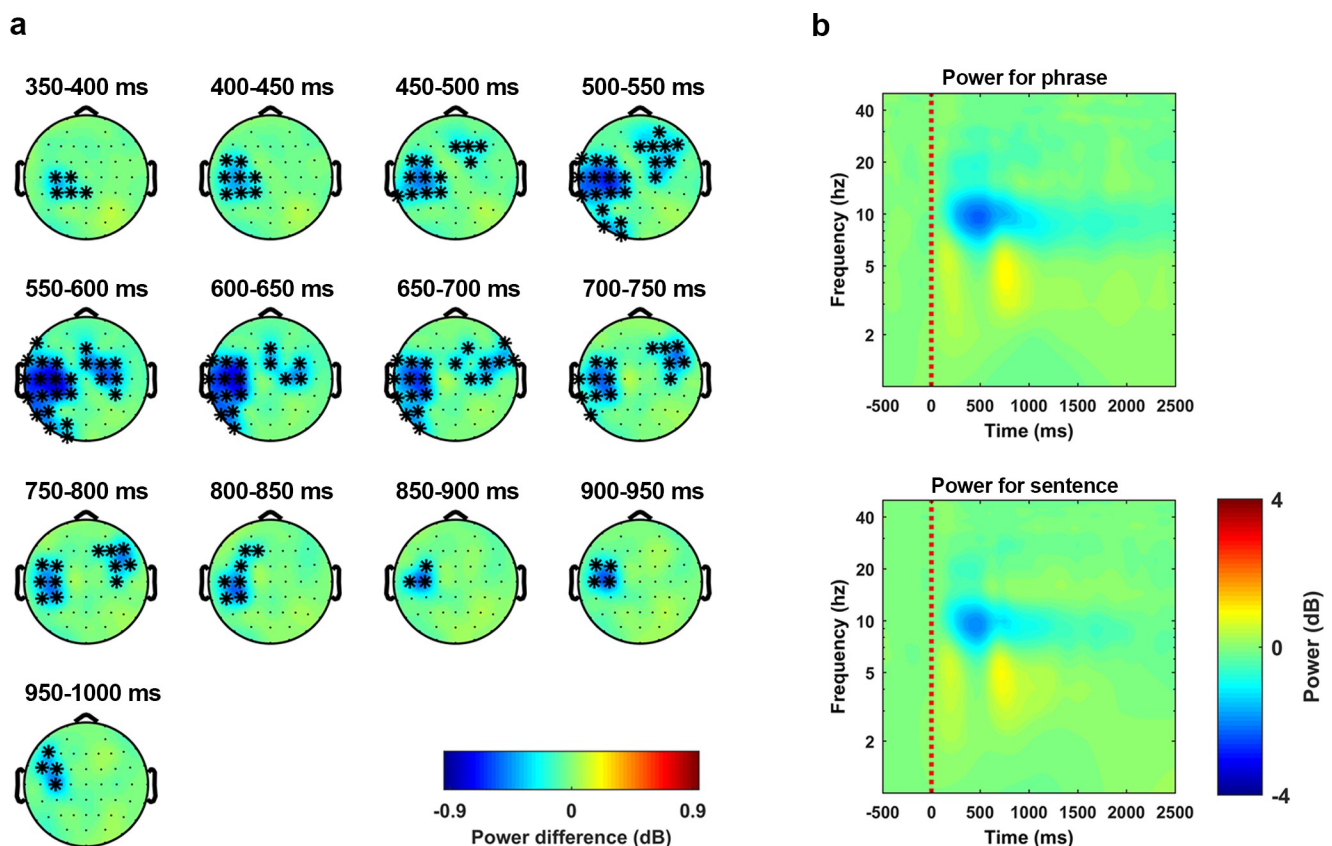 a
350-400 ms 400-450 ms 450-500 ms 500-550 ms
550-600 ms 600-650 ms 650-700 ms 700-750 ms
750-800 ms 800-850 ms 850-900 ms 900-950 ms
950-1000 ms
-0.9 0 0.9
Power difference (dB)
b
Power for phrase
40
20
10
5
2
Frequency (hz)
-500 0 500 1000 1500 2000 2500
Time (ms)
Power for sentence
40
20
10
5
2
Frequency (hz)
-500 0 500 1000 1500 2000 2500
Time (ms)
4
0
-4
Power (dB)